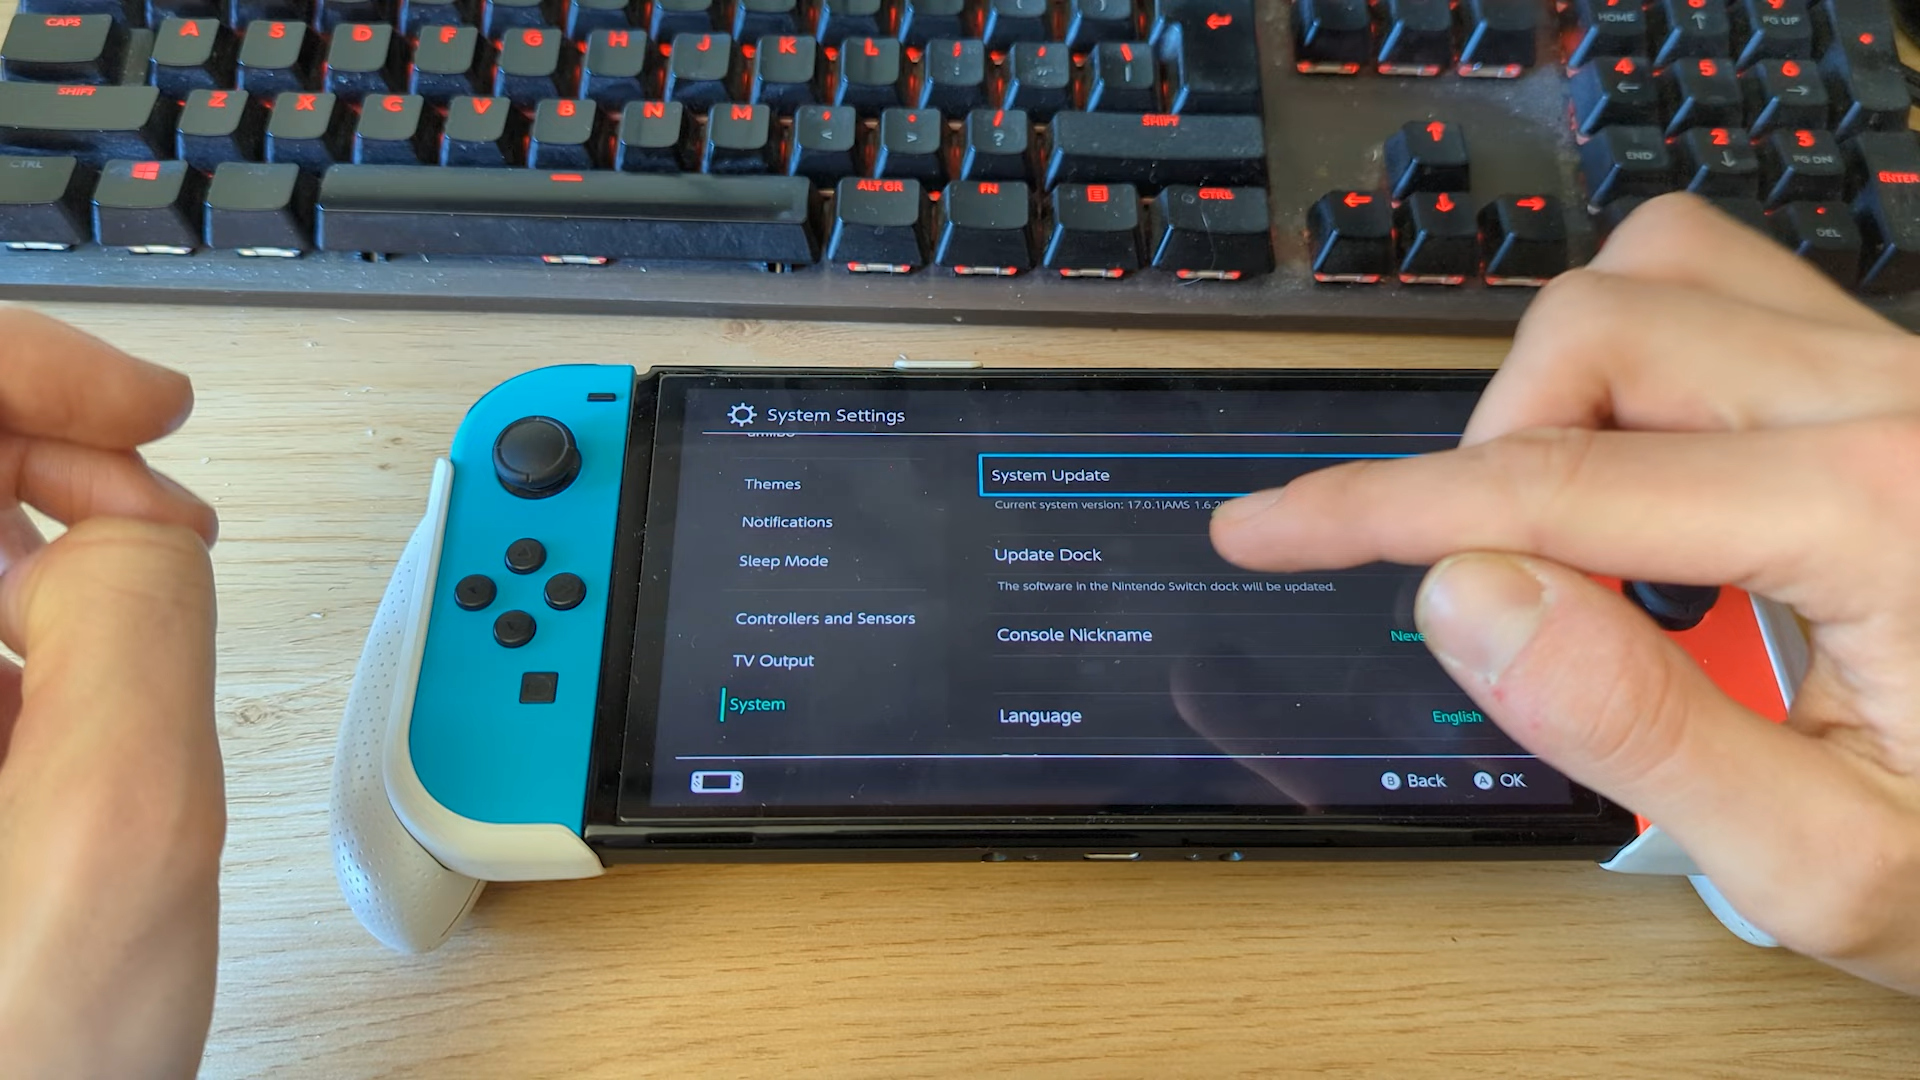 HOME
PG UP
CAPS A S D F G H J K L ;
4 5 6
SHIFT Z X C V B N M < > / ? SHIFT
END 2 3 PG DN
ENTER
CTRL ALT GR FN CTRL
DEL
System Settings
amiibo
Themes
Notifications
Sleep Mode
Controllers and Sensors
TV Output
System
System Update
Current system version: 17.0.1|AMS 1.6.2
Update Dock
The software in the Nintendo Switch dock will be updated.
Console Nickname
Neve
Language
English
B Back
A OK